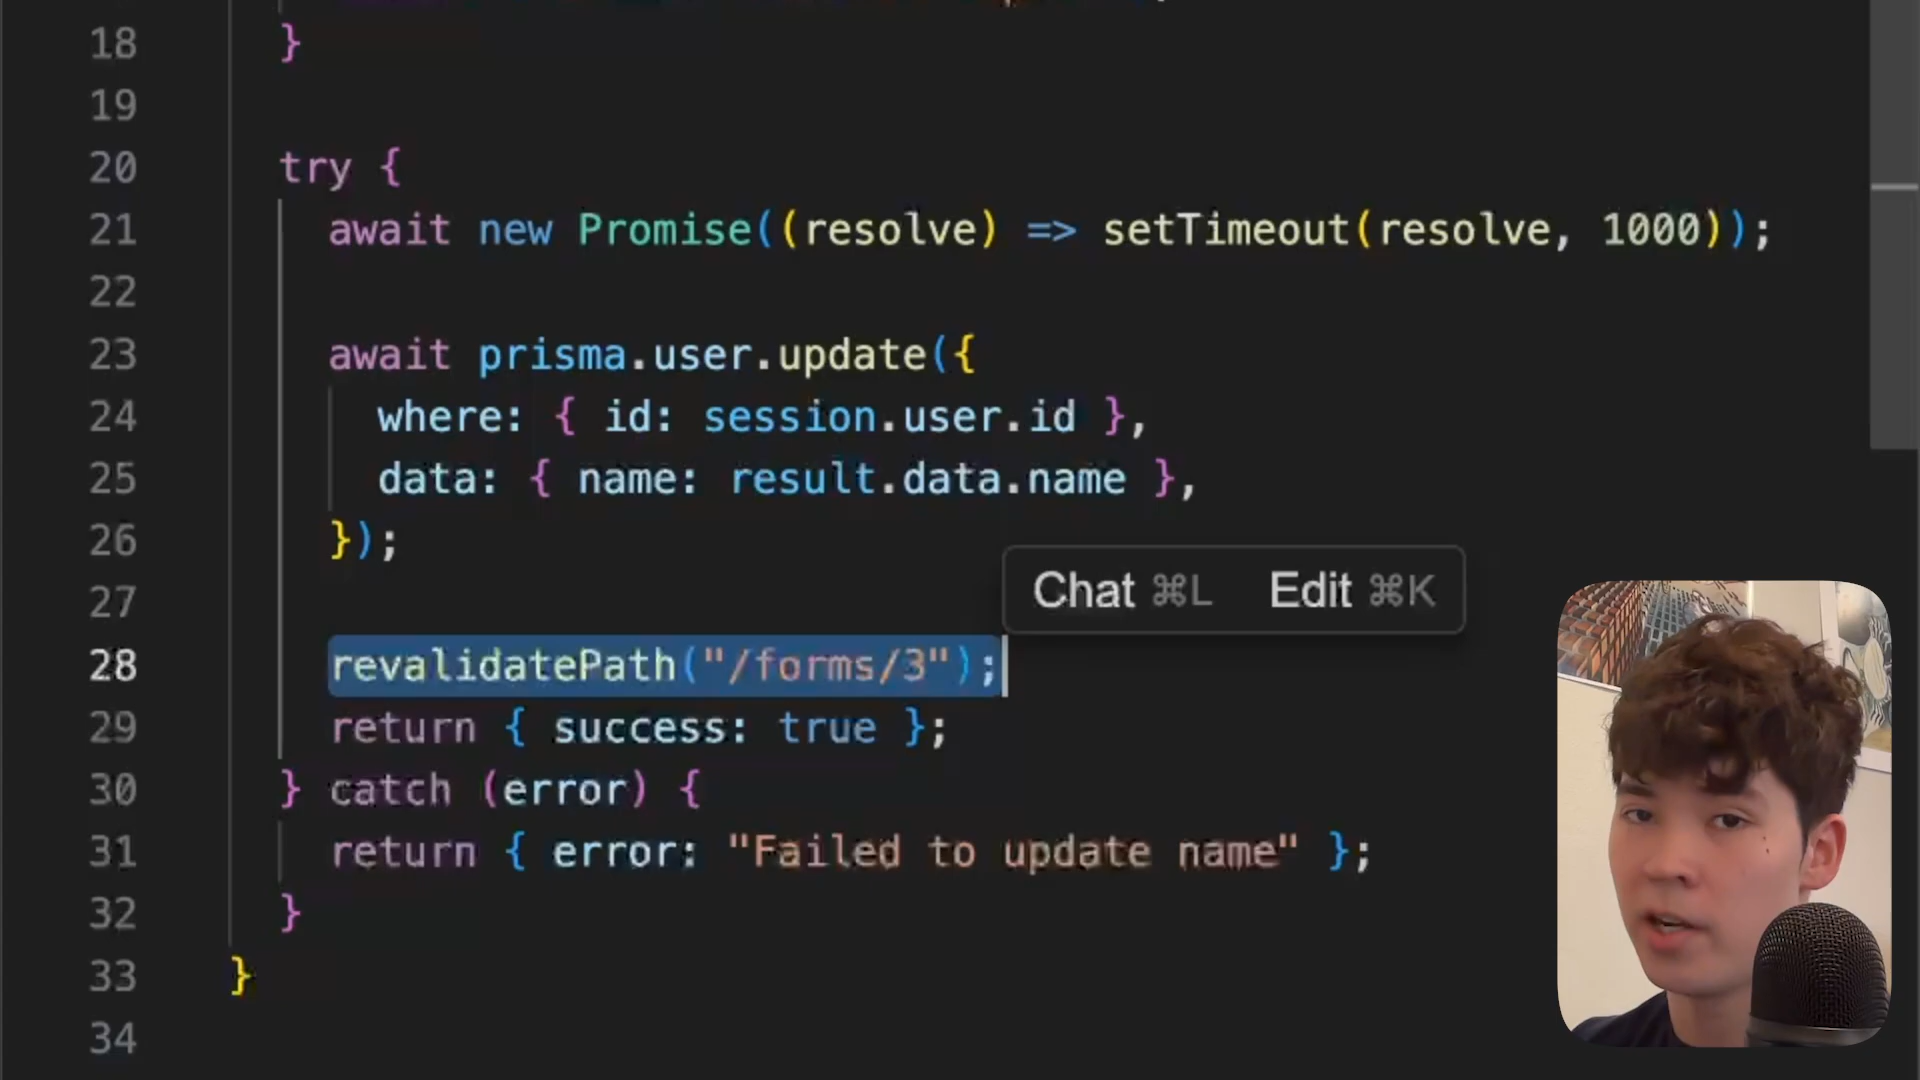 18 }
19
20 try {
21 await new Promise((resolve) => setTimeout(resolve, 1000));
22
23 await prisma.user.update({
24 where: { id: session.user.id },
25 data: { name: result.data.name },
26 });
Chat ⌘L Edit ⌘K
27
28 revalidatePath("/forms/3");
29 return { success: true };
30 } catch (error) {
31 return { error: "Failed to update name" };
32 }
33 }
34